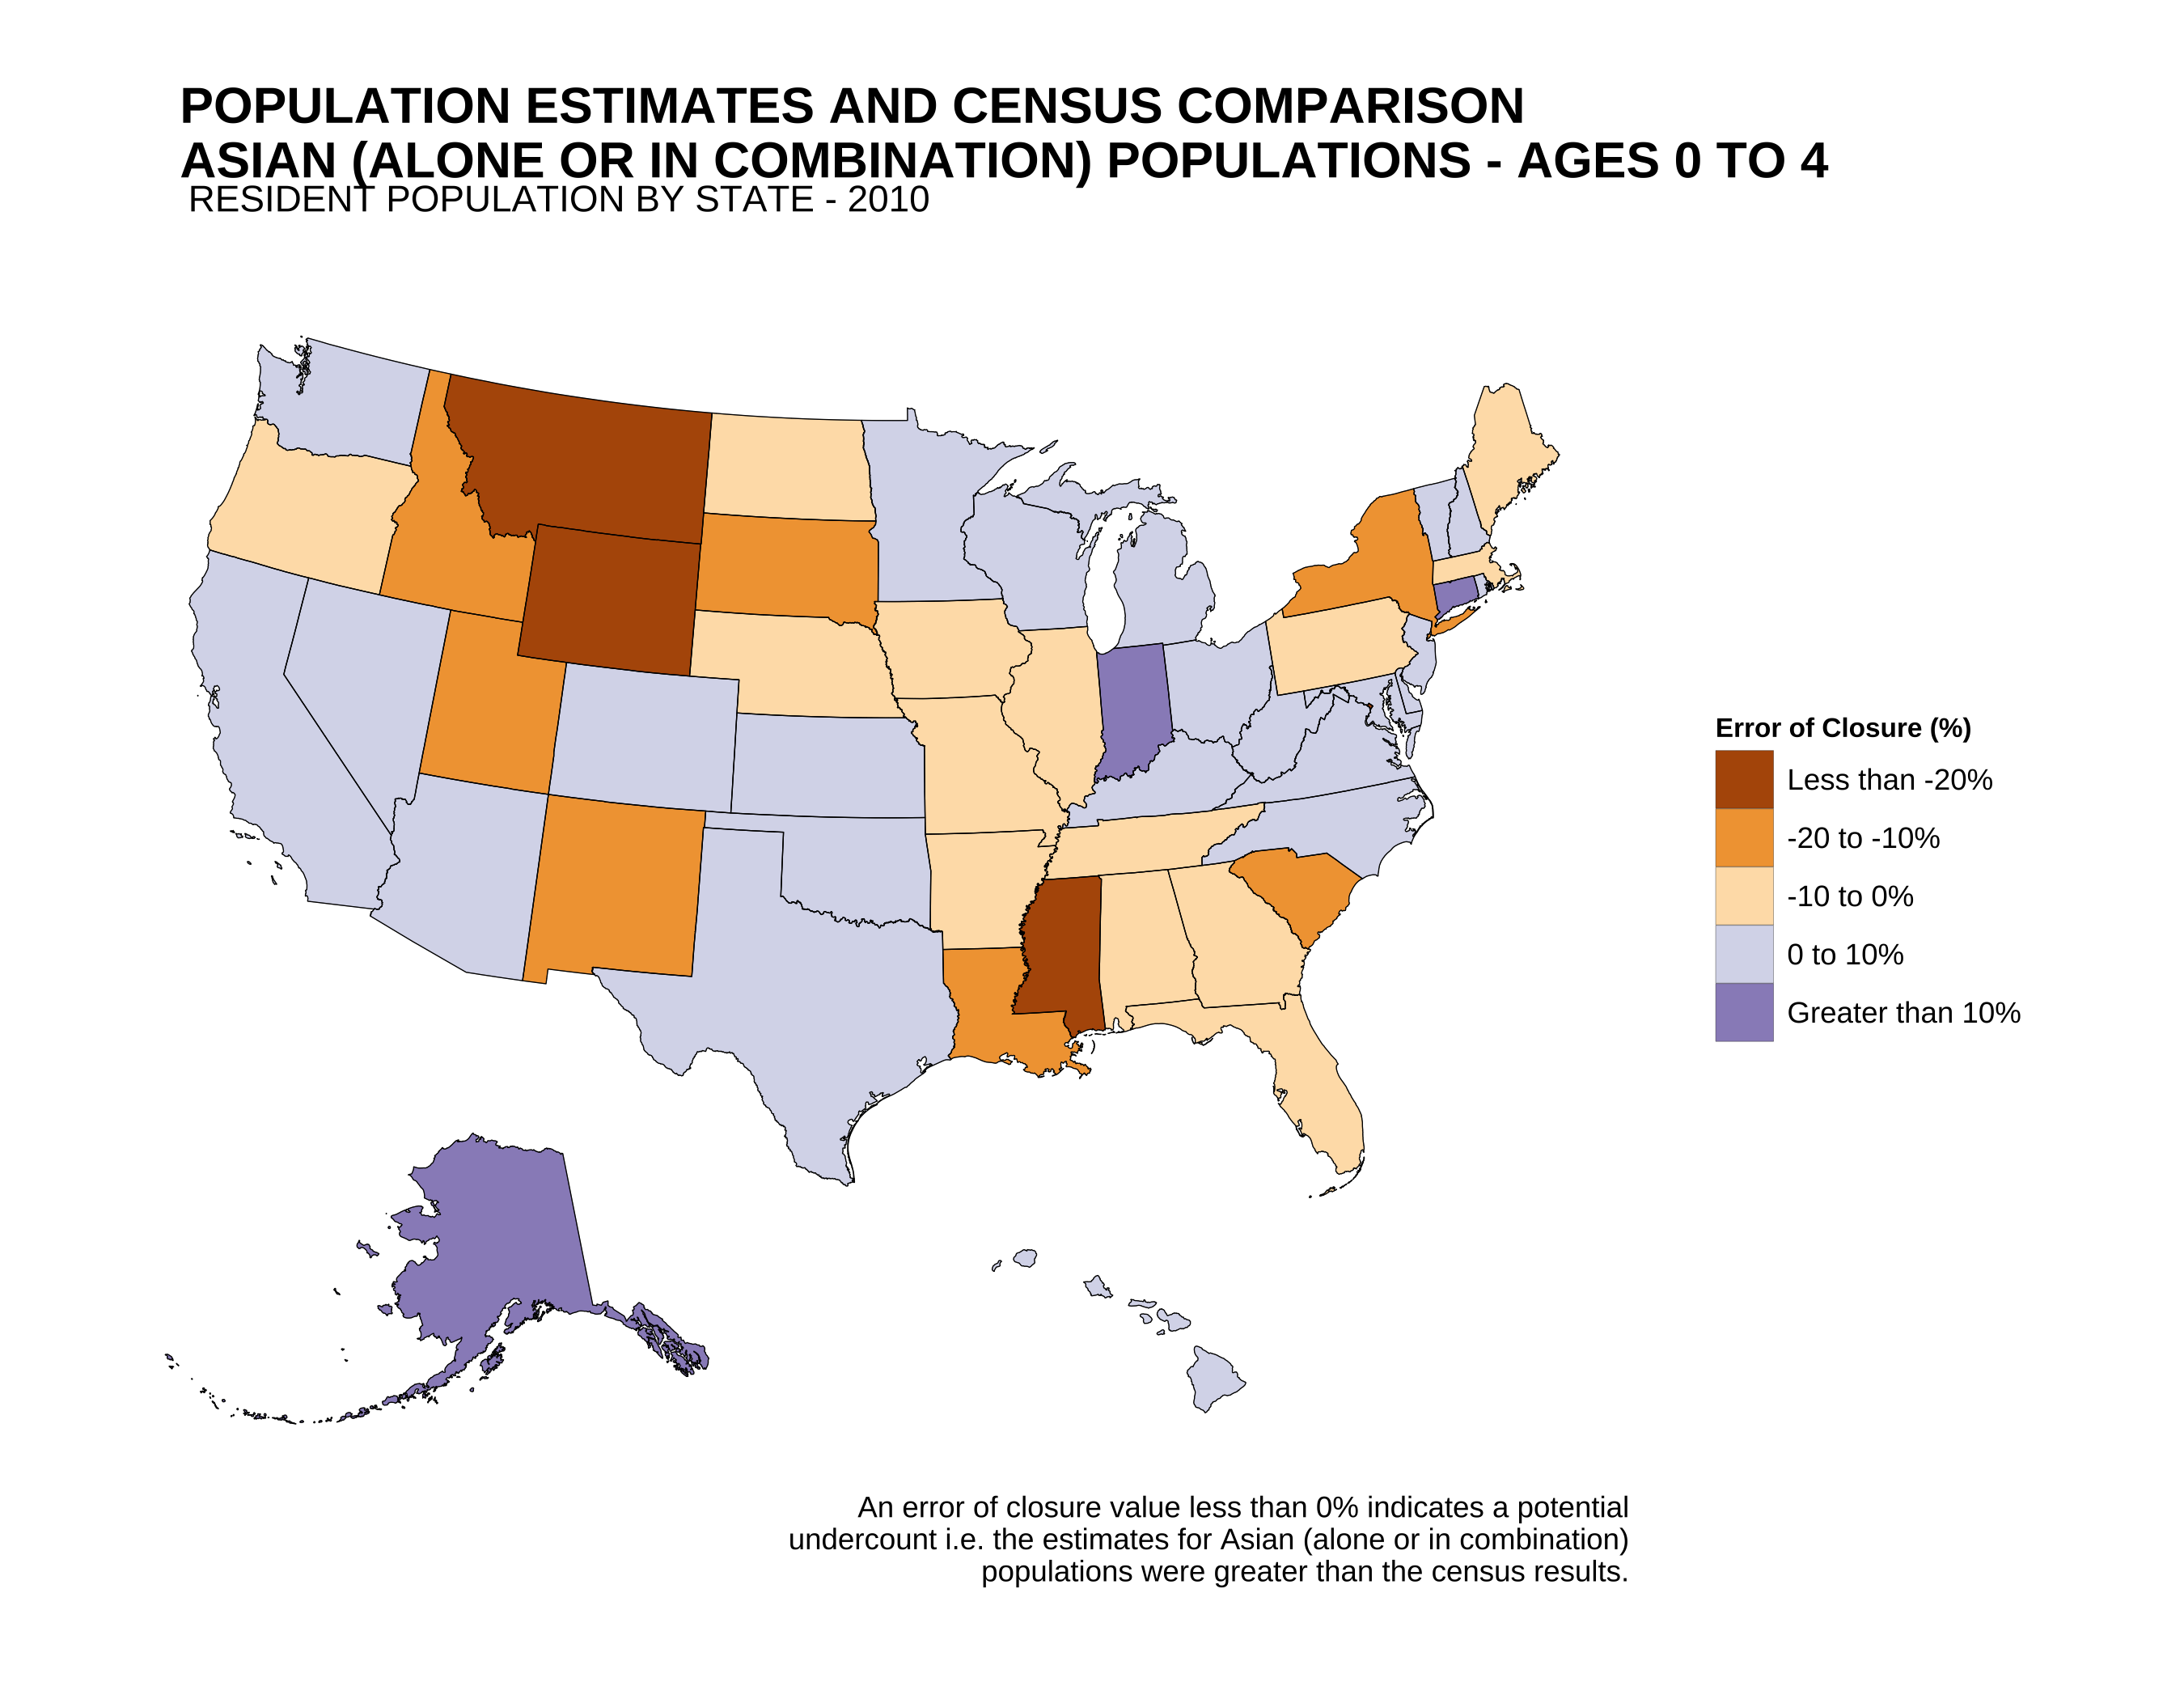 POPULATION ESTIMATES AND CENSUS COMPARISON
ASIAN (ALONE OR IN COMBINATION) POPULATIONS - AGES 0 TO 4
RESIDENT POPULATION BY STATE - 2010
Error of Closure (%)
Less than -20%
-20 to -10%
-10 to 0%
0 to 10%
Greater than 10%
An error of closure value less than 0% indicates a potential
undercount i.e. the estimates for Asian (alone or in combination)
populations were greater than the census results.